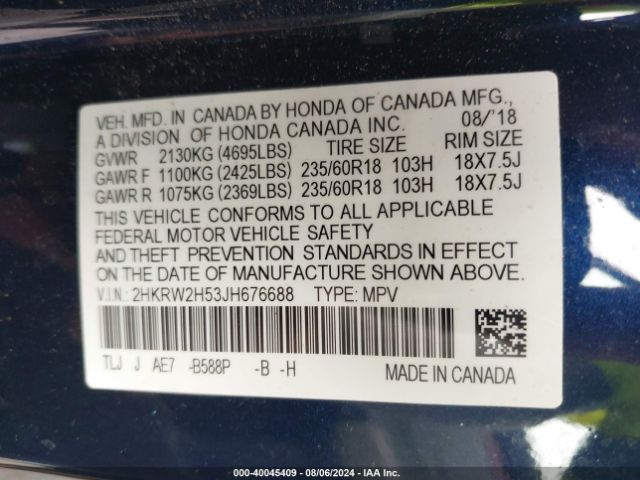 VEH. MFD. IN CANADA BY HONDA OF CANADA MFG.,
A DIVISION OF HONDA CANADA INC. 08/'18
GVWR 2130KG (4695LBS) TIRE SIZE RIM SIZE
GAWR F 1100KG (2425LBS) 235/60R18 103H 18X7.5J
GAWR R 1075KG (2369LBS) 235/60R18 103H 18X7.5J
THIS VEHICLE CONFORMS TO ALL APPLICABLE
FEDERAL MOTOR VEHICLE SAFETY
AND THEFT PREVENTION STANDARDS IN EFFECT
ON THE DATE OF MANUFACTURE SHOWN ABOVE.
V.I.N.: 2HKRW2H53JH676688 TYPE: MPV
TLJ J AE7 -B588P -B -H
MADE IN CANADA
000-40045409 - 08/06/2024 - IAA Inc.